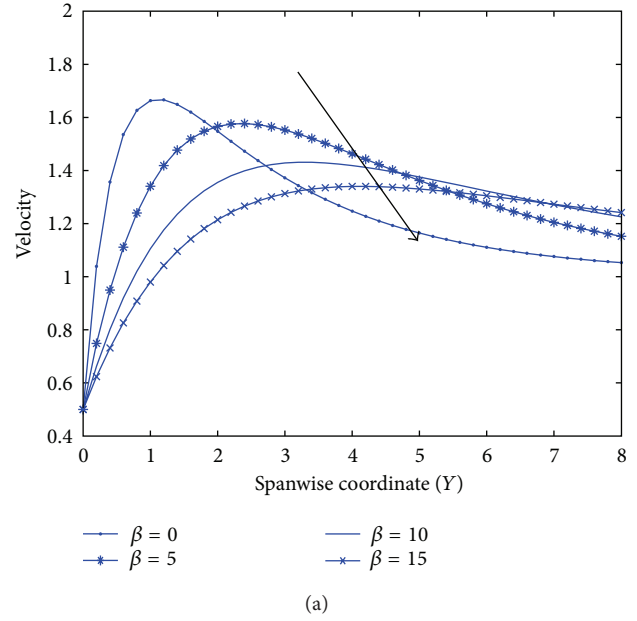 2
1.8
1.6
1.4
1.2
1
0.8
0.6
0.4
Velocity
0 1 2 3 4 5 6 7 8
Spanwise coordinate (Y)
β = 0
β = 5
β = 10
β = 15
(a)